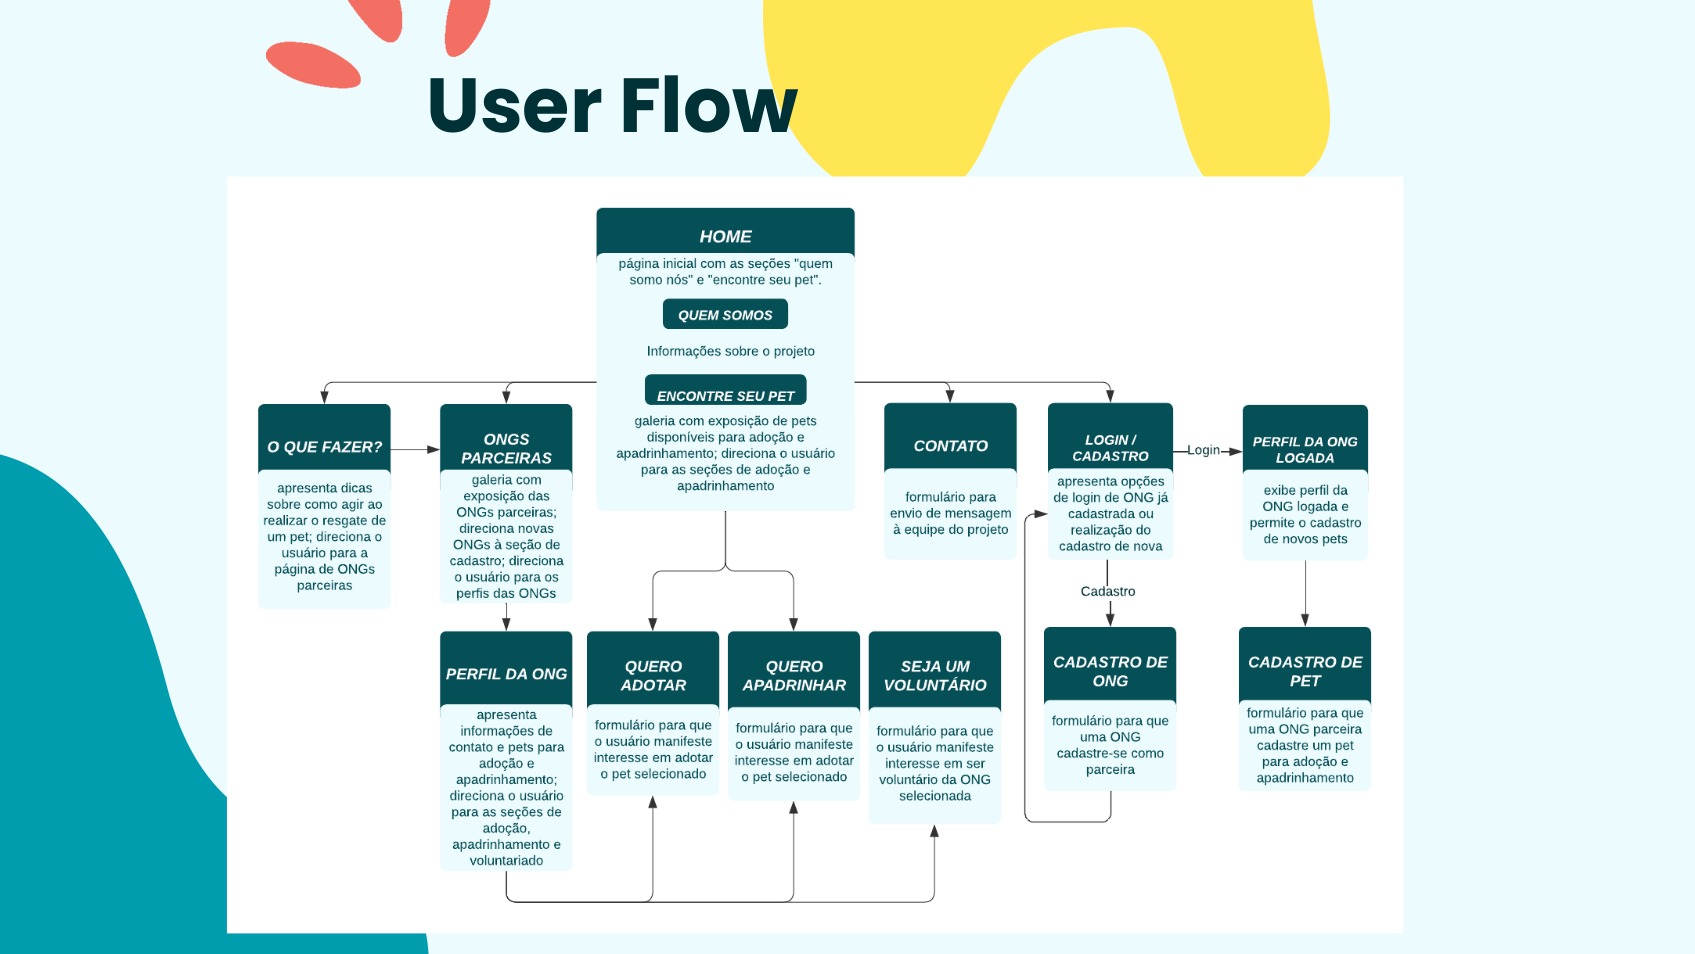 User Flow
HOME
página inicial com as seções "quem
somo nós" e "encontre seu pet".
QUEM SOMOS
Informações sobre o projeto
ENCONTRE SEU PET
galeria com exposição de pets
disponíveis para adoção e
apadrinhamento; direciona o usuário
para as seções de adoção e
apadrinhamento
O QUE FAZER?
apresenta dicas
sobre como agir ao
realizar o resgate de
um pet; direciona o
usuário para a
página de ONGs
parceiras
ONGS
PARCEIRAS
galeria com
exposição das
ONGs parceiras;
direciona novas
ONGs à seção de
cadastro; direciona
o usuário para os
perfis das ONGs
CONTATO
formulário para
envio de mensagem
à equipe do projeto
LOGIN /
CADASTRO
apresenta opções
de login de ONG já
cadastrada ou
realização do
cadastro de nova
Login
PERFIL DA ONG
LOGADA
exibe perfil da
ONG logada e
permite o cadastro
de novos pets
Cadastro
PERFIL DA ONG
apresenta
informações de
contato e pets para
adoção e
apadrinhamento;
direciona o usuário
para as seções de
adoção,
apadrinhamento e
voluntariado
QUERO
ADOTAR
formulário para que
o usuário manifeste
interesse em adotar
o pet selecionado
QUERO
APADRINHAR
formulário para que
o usuário manifeste
interesse em adotar
o pet selecionado
SEJA UM
VOLUNTÁRIO
formulário para que
o usuário manifeste
interesse em ser
voluntário da ONG
selecionada
CADASTRO DE
ONG
formulário para que
uma ONG
cadastre-se como
parceira
CADASTRO DE
PET
formulário para que
uma ONG parceira
cadastre um pet
para adoção e
apadrinhamento